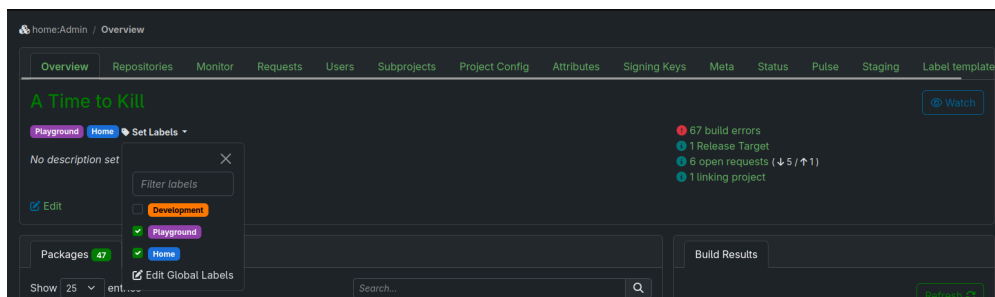 home:Admin / Overview
Overview Repositories Monitor Requests Users Subprojects Project Config Attributes Signing Keys Meta Status Pulse Staging Label template
A Time to Kill
Watch
Playground Home Set Labels
67 build errors
1 Release Target
No description set
6 open requests (↓5/↑1)
1 linking project
Filter labels
Edit
Development
Playground
Home
Edit Global Labels
Packages 47
Build Results
Show 25
Search...
Refresh